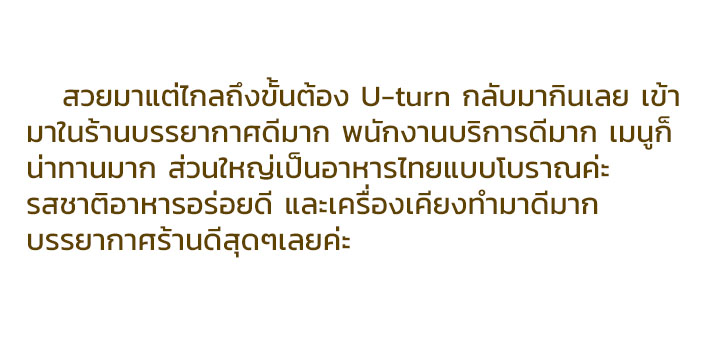 สวยมาแต่ไกลถึงขั้นต้อง U-turn กลับมากินเลย เข้า
มาในร้านบรรยากาศดีมาก พนักงานบริการดีมาก เมนูก็
น่าทานมาก ส่วนใหญ่เป็นอาหารไทยแบบโบราณค่ะ
รสชาติอาหารอร่อยดี และเครื่องเคียงทำมาดีมาก
บรรยากาศร้านดีสุดๆเลยค่ะ